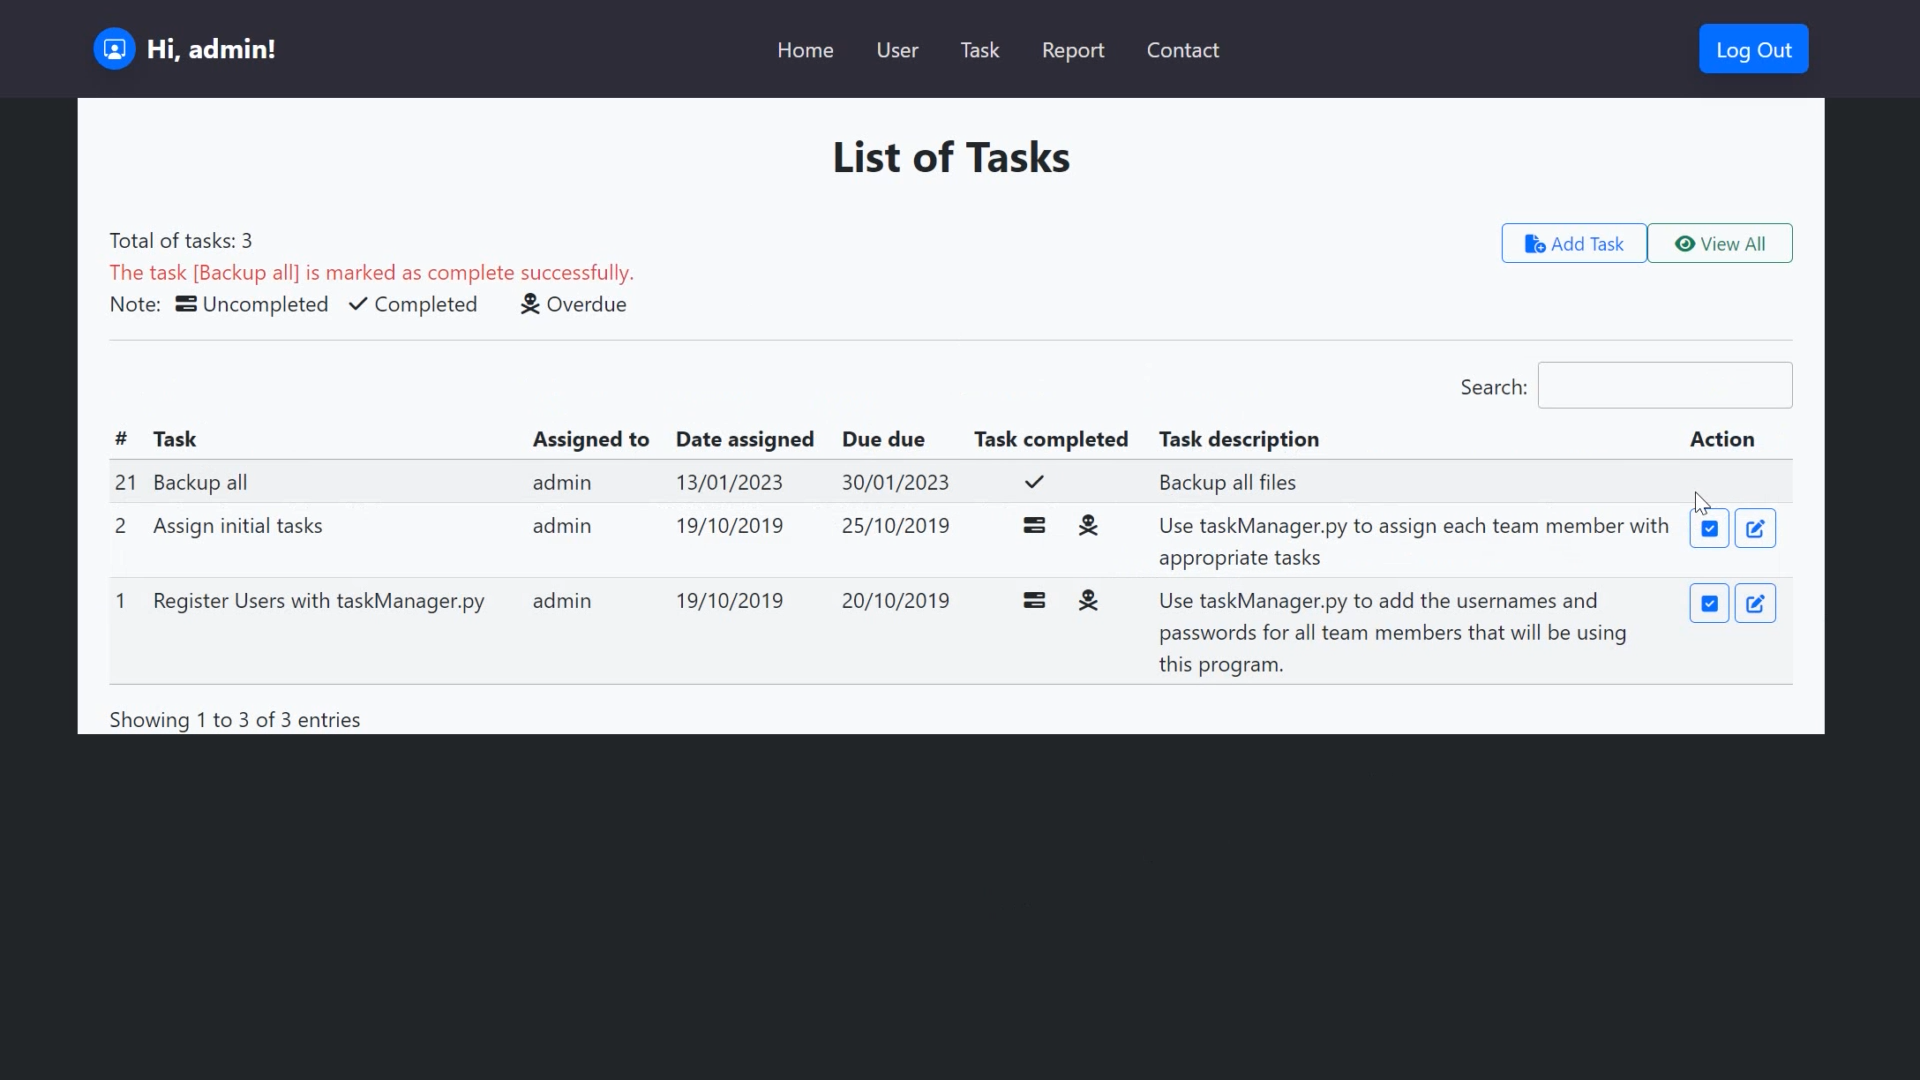 Hi, admin!
Home User Task Report Contact
Log Out
List of Tasks
Total of tasks: 3
Add Task View All
The task [Backup all] is marked as complete successfully.
Note: Uncompleted Completed Overdue
Search:
# Task Assigned to Date assigned Due due Task completed Task description Action
21 Backup all admin 13/01/2023 30/01/2023 Backup all files
2 Assign initial tasks admin 19/10/2019 25/10/2019 Use taskManager.py to assign each team member with
appropriate tasks
1 Register Users with taskManager.py admin 19/10/2019 20/10/2019 Use taskManager.py to add the usernames and
passwords for all team members that will be using
this program.
Showing 1 to 3 of 3 entries